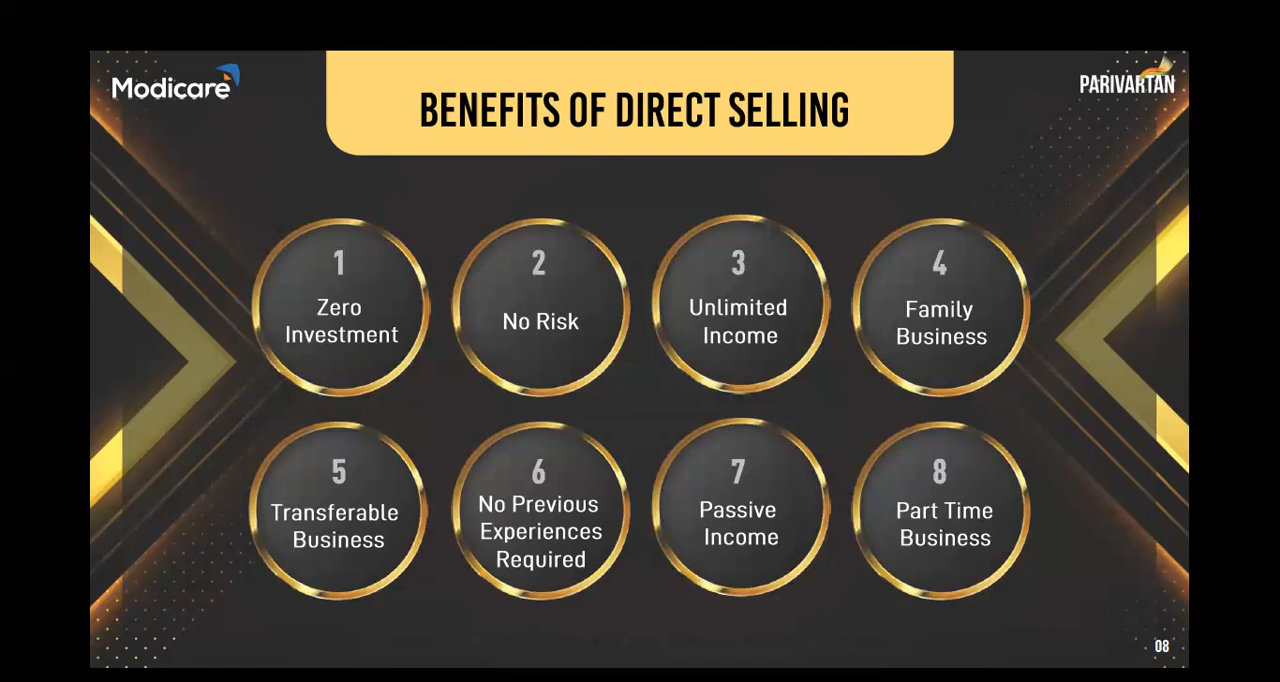 Modicare
PARIVARTAN
BENEFITS OF DIRECT SELLING
1
Zero
Investment
2
No Risk
3
Unlimited
Income
4
Family
Business
5
Transferable
Business
6
No Previous
Experiences
Required
7
Passive
Income
8
Part Time
Business
08